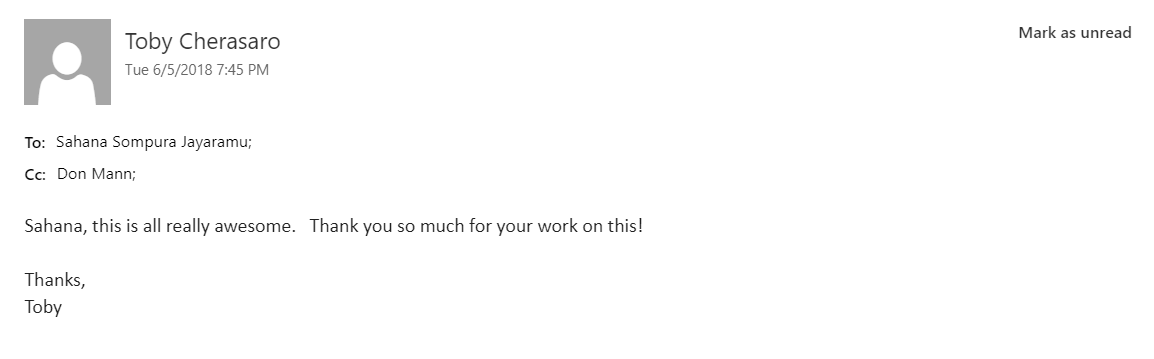 Toby Cherasaro
Mark as unread
Tue 6/5/2018 7:45 PM
To: Sahana Sompura Jayaramu;
Cc: Don Mann;
Sahana, this is all really awesome.   Thank you so much for your work on this!
Thanks,
Toby